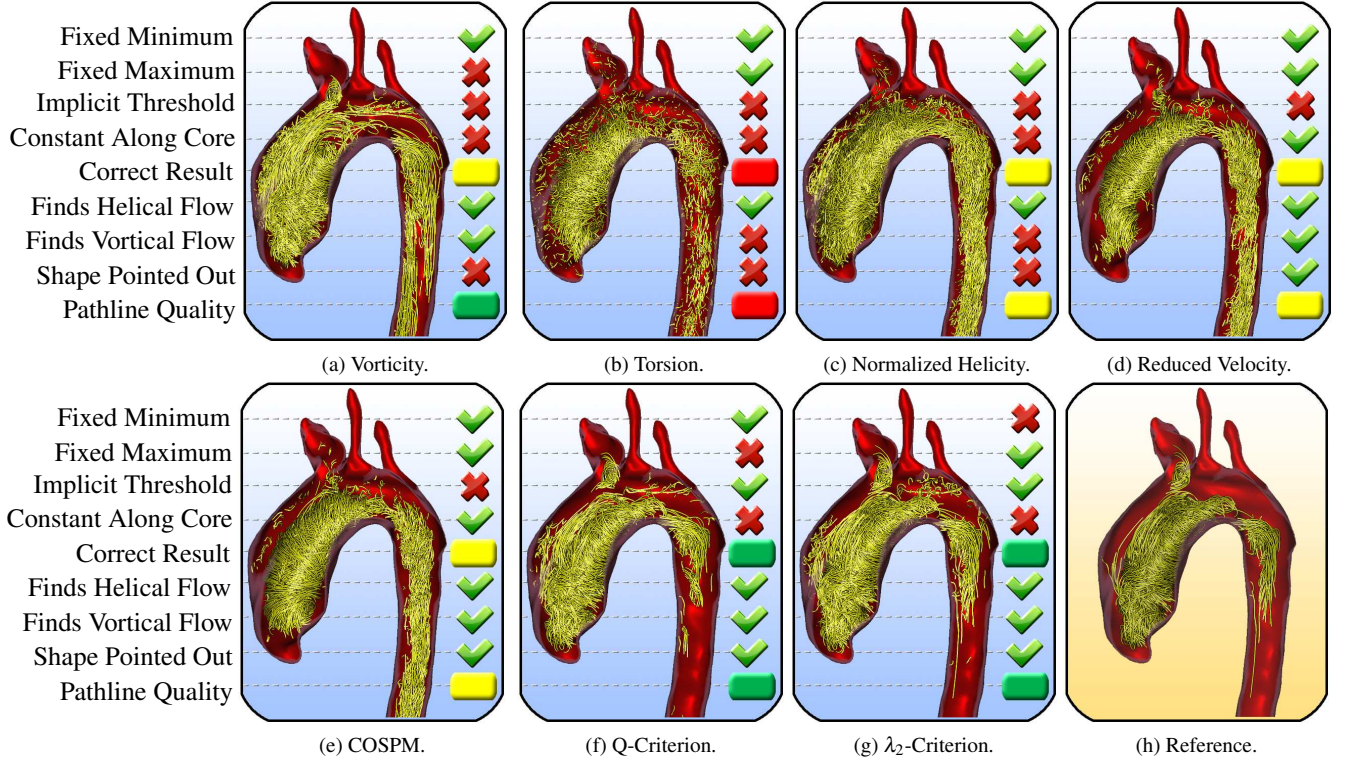 Fixed Minimum
Fixed Maximum
Implicit Threshold
Constant Along Core
Correct Result
Finds Helical Flow
Finds Vortical Flow
Shape Pointed Out
Pathline Quality
(a) Vorticity.
(b) Torsion.
(c) Normalized Helicity.
(d) Reduced Velocity.
Fixed Minimum
Fixed Maximum
Implicit Threshold
Constant Along Core
Correct Result
Finds Helical Flow
Finds Vortical Flow
Shape Pointed Out
Pathline Quality
(e) COSPM.
(f) Q-Criterion.
(g) λ₂-Criterion.
(h) Reference.